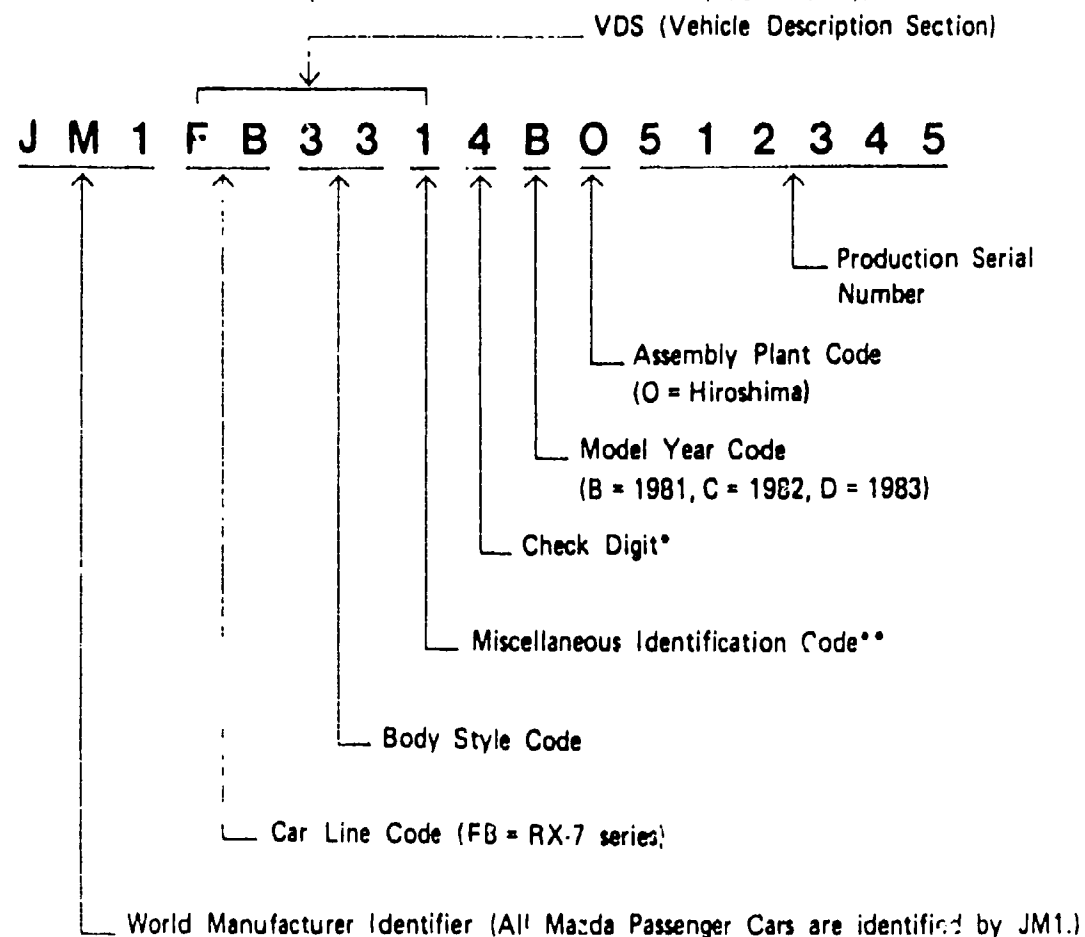 VDS (Vehicle Description Section)
J M 1 F B 3 3 1 4 B 0 5 1 2 3 4 5
Production Serial
Number
Assembly Plant Code
(O = Hiroshima)
Model Year Code
(B = 1981, C = 1982, D = 1983)
Check Digit*
Miscellaneous Identification Code**
Body Style Code
Car Line Code (FB = RX-7 series)
World Manufacturer Identifier (All Mazda Passenger Cars are identified by JM1.)